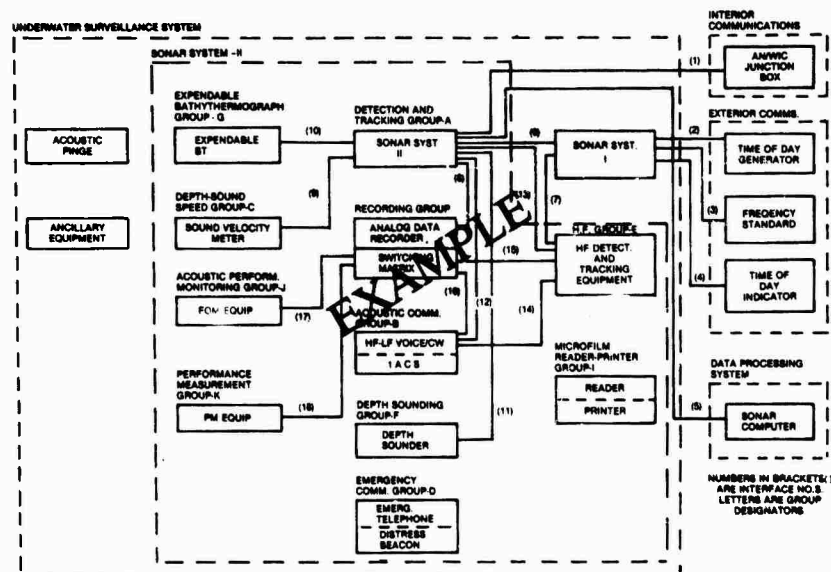 UNDERWATER SURVEILLANCE SYSTEM
INTERIOR
COMMUNICATIONS
AN/WIC
JUNCTION
BOX
(1)
SONAR SYSTEM -II
EXPENDABLE
BATHYTHERMOGRAPH
GROUP - G
DETECTION AND
TRACKING GROUP-A
EXTERIOR COMMS.
ACOUSTIC
PINGE
EXPENDABLE
BT
(10)
SONAR SYST
II
(6)
SONAR SYST.
I
(2)
TIME OF DAY
GENERATOR
(8)
(13)
(7)
(9)
DEPTH-SOUND
SPEED GROUP-C
RECORDING GROUP
(3)
ANCILLARY
EQUIPMENT
SOUND VELOCITY
METER
ANALOG DATA
RECORDER
SWITCHING
MATRIX
H.F. GROUP-E
HF DETECT.
AND
TRACKING
EQUIPMENT
FREQENCY
STANDARD
(15)
ACOUSTIC PERFORM.
MONITORING GROUP-J
(16)
(12)
(4)
TIME OF
DAY
INDICATOR
FOM EQUIP
(17)
ACOUSTIC COMM.
GROUP-B
(14)
HF-LF VOICE/CW
I A C S
MICROFILM
READER-PRINTER
GROUP-I
DATA PROCESSING
SYSTEM
PERFORMANCE
MEASUREMENT
GROUP-K
READER
PRINTER
PM EQUIP
(18)
DEPTH SOUNDING
GROUP-F
(11)
(5)
SONAR
COMPUTER
DEPTH
SOUNDER
EMERGENCY
COMM. GROUP-D
EMERG.
TELEPHONE
DISTRESS
BEACON
NUMBERS IN BRACKETS( )
ARE INTERFACE NO.S.
LETTERS ARE GROUP
DESIGNATORS
EXAMPLE